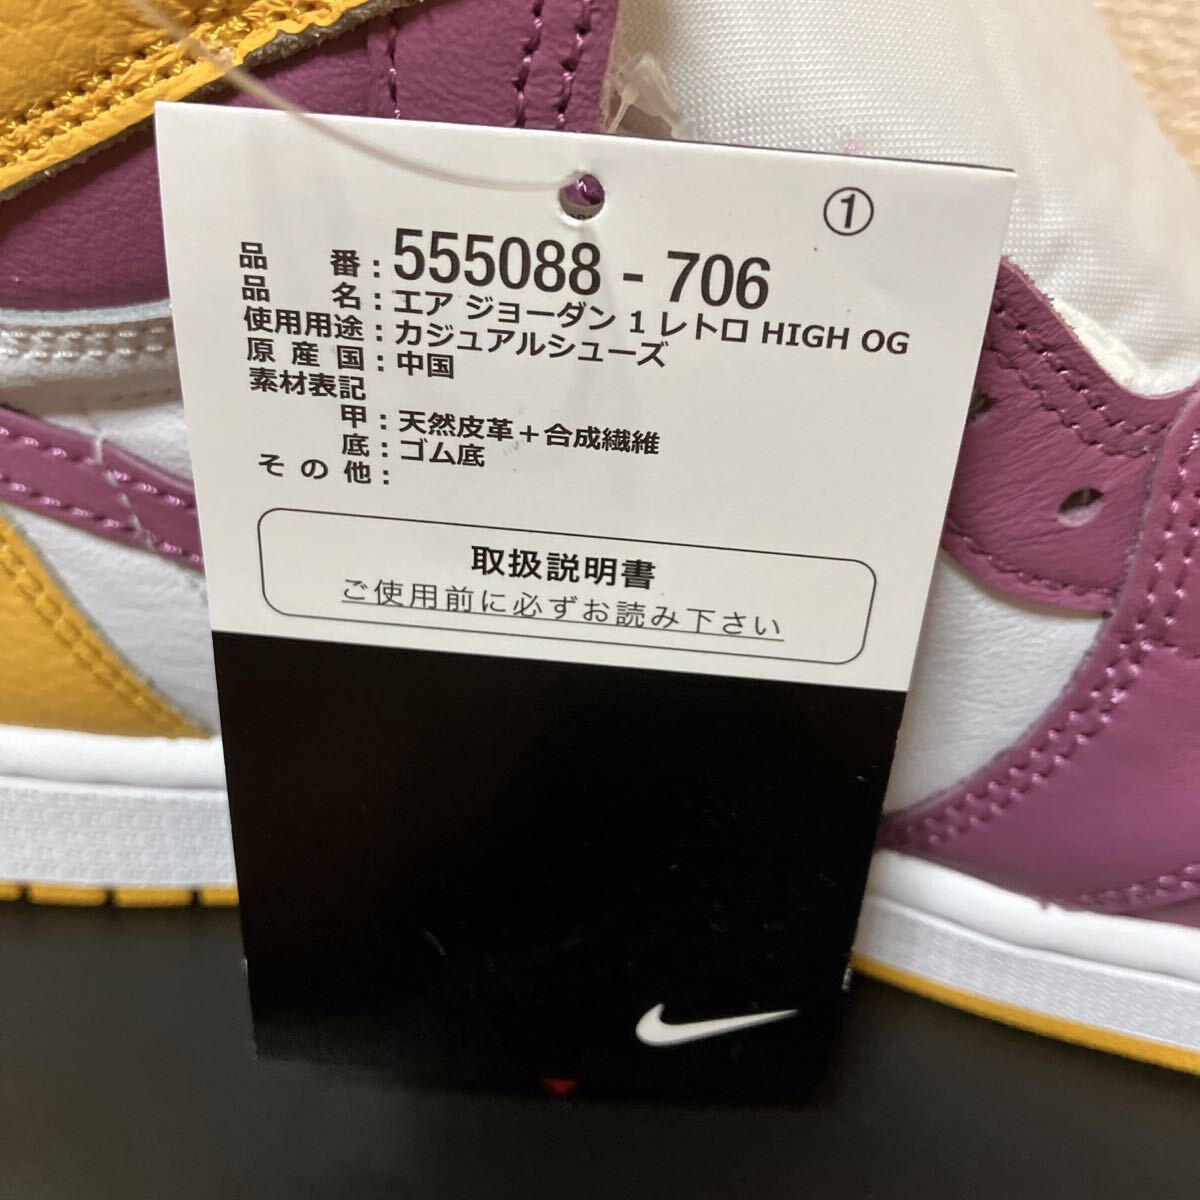 ①
品番：555088 - 706
品名：エア ジョーダン 1 レトロ HIGH OG
使用用途：カジュアルシューズ
原産国：中国
素材表記
甲：天然皮革＋合成繊維
底：ゴム底
その他：
取扱説明書
ご使用前に必ずお読み下さい